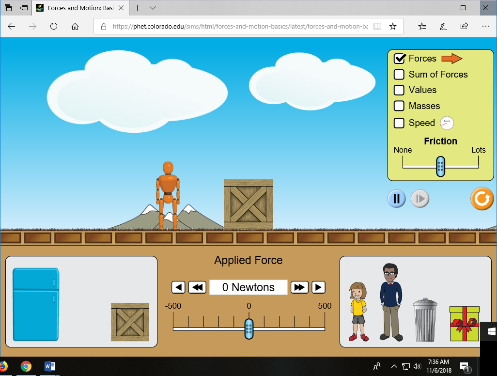 Forces and Motion: Basi
https://phet.colorado.edu/sims/html/forces-and-motion-basics/latest/forces-and-motion-ba
Forces
Sum of Forces
Values
Masses
Speed
Friction
None Lots
Applied Force
0 Newtons
-500 0 500
7:36 AM
11/6/2018